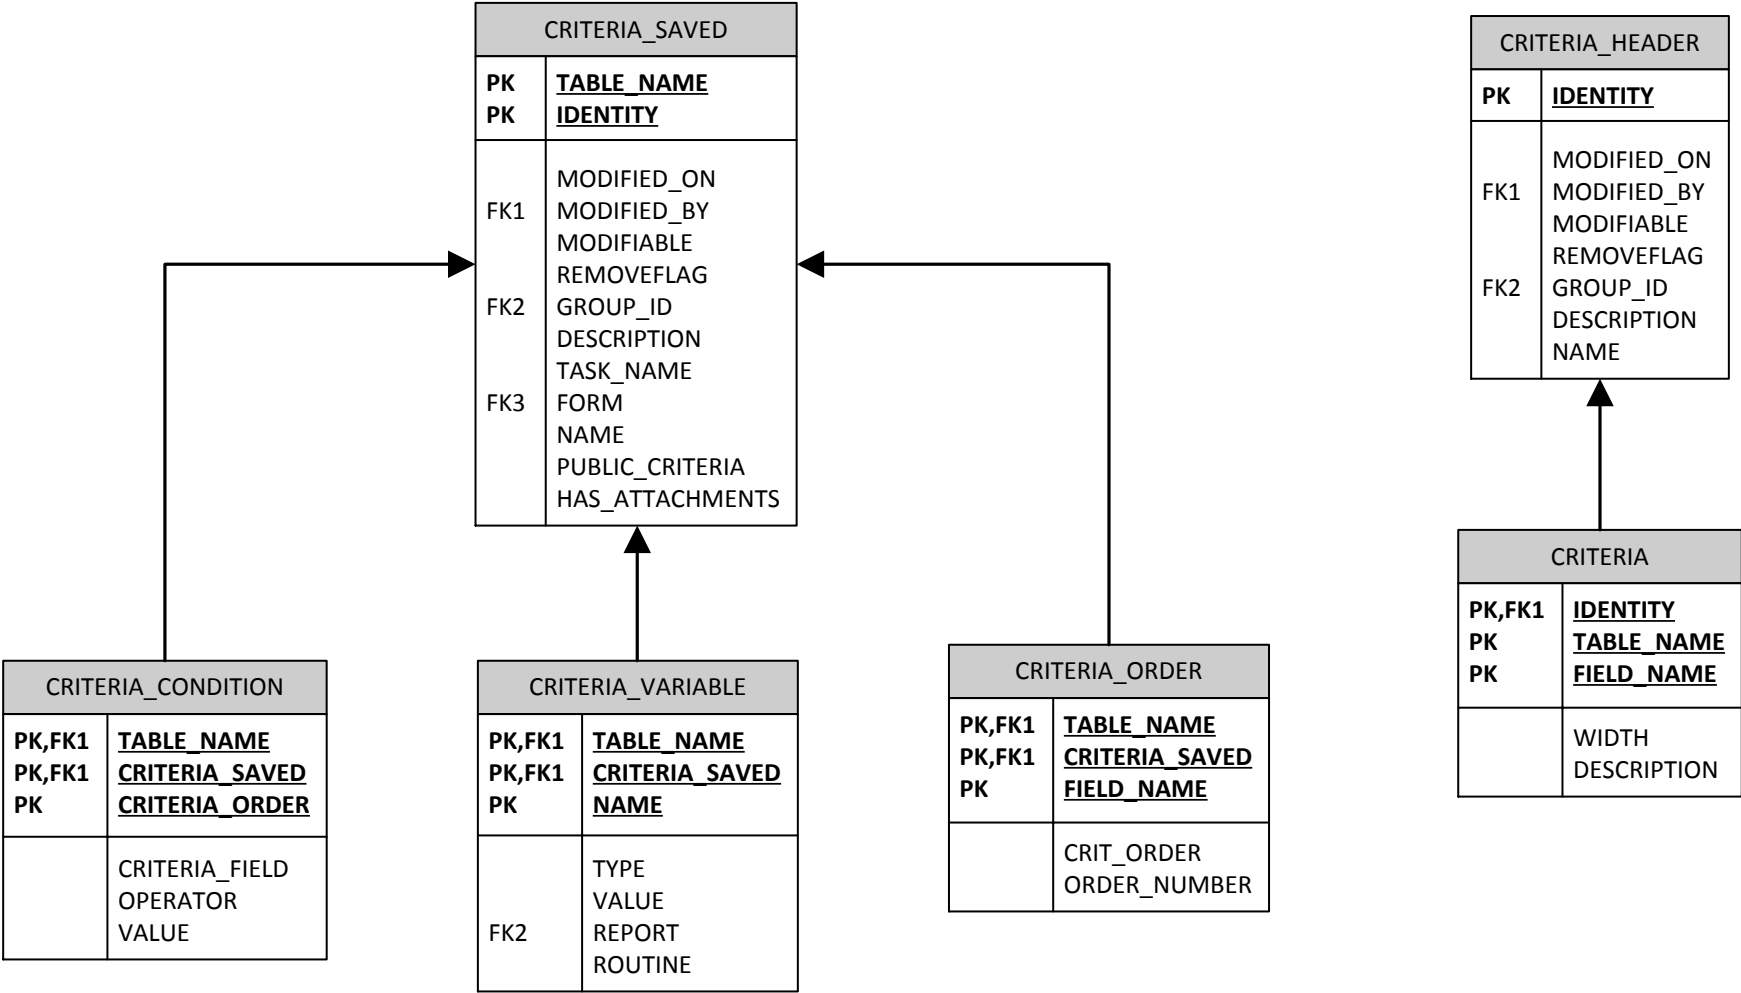 CRITERIA_SAVED
PK TABLE_NAME
PK IDENTITY
MODIFIED_ON
FK1 MODIFIED_BY
MODIFIABLE
REMOVEFLAG
FK2 GROUP_ID
DESCRIPTION
TASK_NAME
FK3 FORM
NAME
PUBLIC_CRITERIA
HAS_ATTACHMENTS
CRITERIA_HEADER
PK IDENTITY
MODIFIED_ON
FK1 MODIFIED_BY
MODIFIABLE
REMOVEFLAG
FK2 GROUP_ID
DESCRIPTION
NAME
CRITERIA_CONDITION
PK,FK1 TABLE_NAME
PK,FK1 CRITERIA_SAVED
PK CRITERIA_ORDER
CRITERIA_FIELD
OPERATOR
VALUE
CRITERIA_VARIABLE
PK,FK1 TABLE_NAME
PK,FK1 CRITERIA_SAVED
PK NAME
TYPE
VALUE
FK2 REPORT
ROUTINE
CRITERIA_ORDER
PK,FK1 TABLE_NAME
PK,FK1 CRITERIA_SAVED
PK FIELD_NAME
CRIT_ORDER
ORDER_NUMBER
CRITERIA
PK,FK1 IDENTITY
PK TABLE_NAME
PK FIELD_NAME
WIDTH
DESCRIPTION